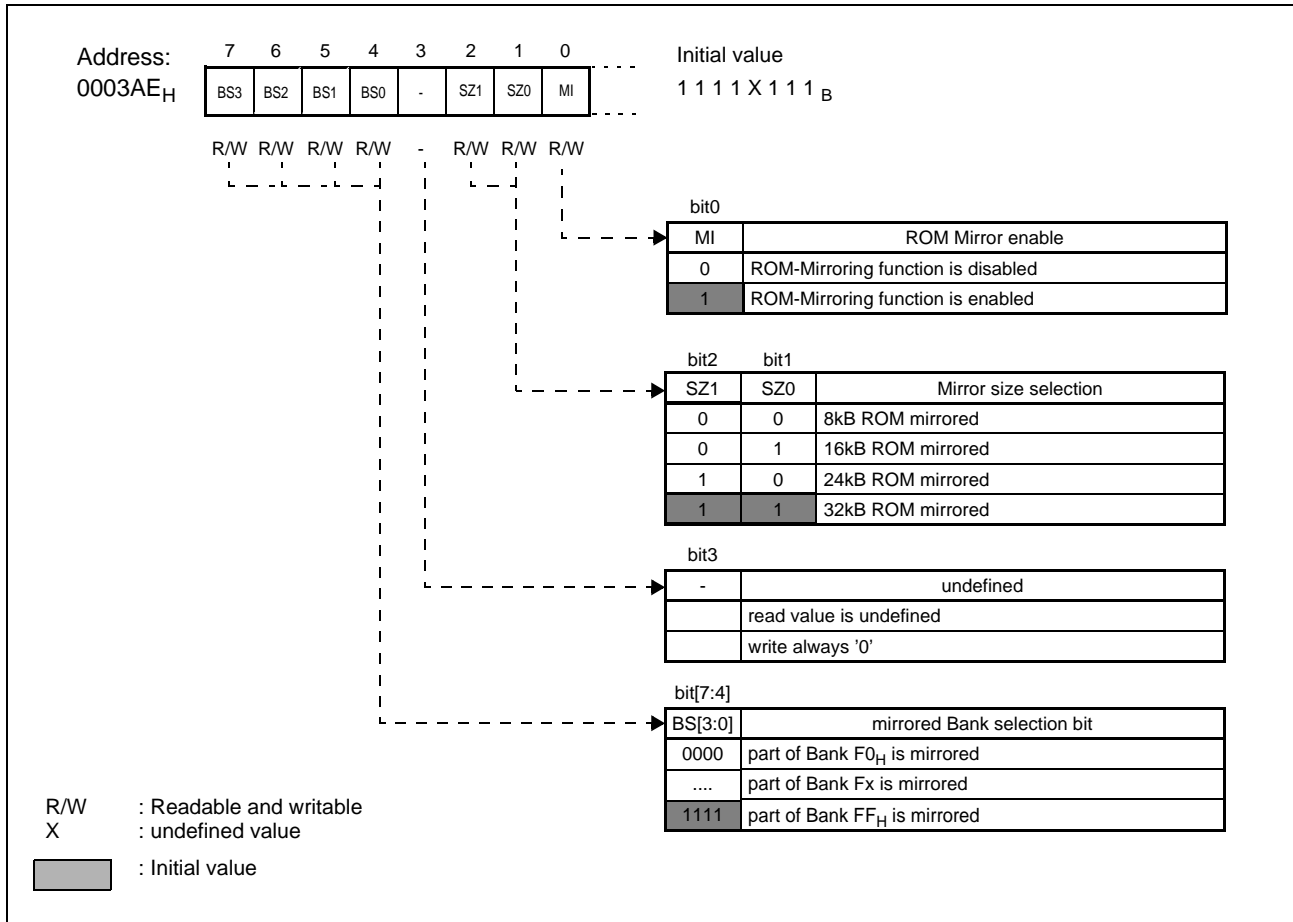 Address:
7 6 5 4 3 2 1 0
Initial value
0003AEH
BS3 BS2 BS1 BS0 - SZ1 SZ0 MI
1 1 1 1 X 1 1 1 B
R/W R/W R/W R/W - R/W R/W R/W
bit0
MI ROM Mirror enable
0 ROM-Mirroring function is disabled
1 ROM-Mirroring function is enabled
bit2 bit1
SZ1 SZ0 Mirror size selection
0 0 8kB ROM mirrored
0 1 16kB ROM mirrored
1 0 24kB ROM mirrored
1 1 32kB ROM mirrored
bit3
- undefined
read value is undefined
write always '0'
bit[7:4]
BS[3:0] mirrored Bank selection bit
0000 part of Bank F0H is mirrored
.... part of Bank Fx is mirrored
1111 part of Bank FFH is mirrored
R/W : Readable and writable
X : undefined value
: Initial value